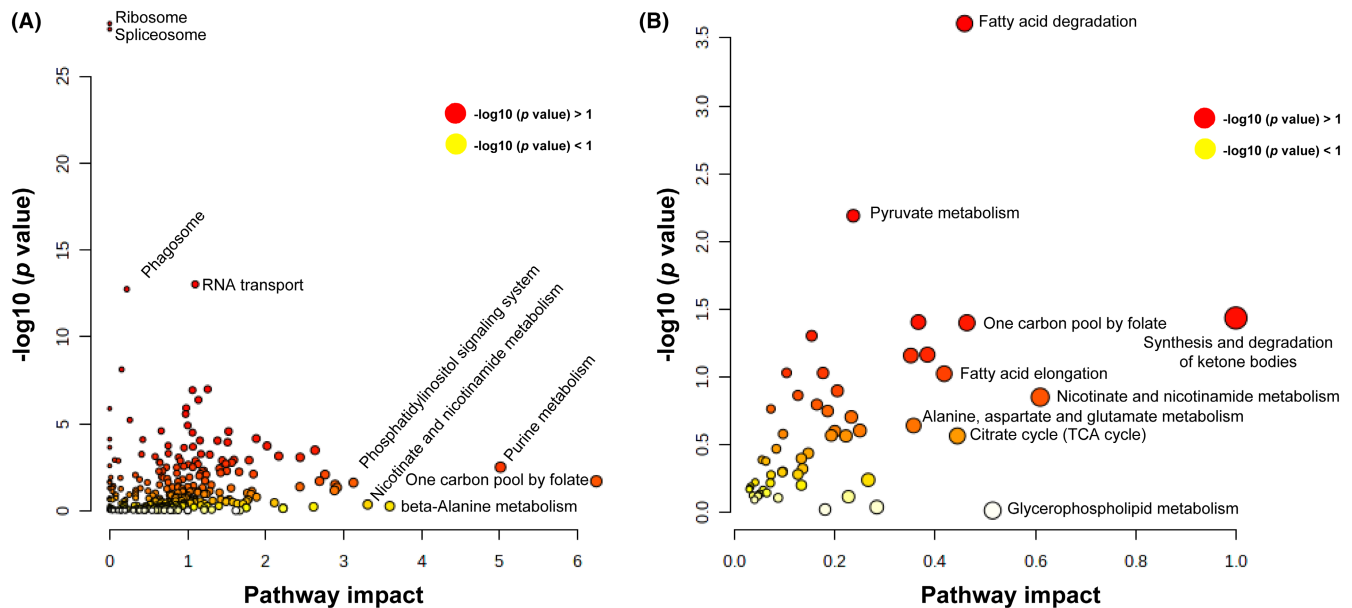 (A)
Ribosome
Spliceosome
25
20
15
10
5
0
-log10 (p value)
-log10 (p value) > 1
-log10 (p value) < 1
Phagosome
RNA transport
Phosphatidylinositol signaling system
Nicotinate and nicotinamide metabolism
Purine metabolism
One carbon pool by folate
beta-Alanine metabolism
0 1 2 3 4 5 6
Pathway impact
(B)
Fatty acid degradation
3.5
3.0
2.5
2.0
1.5
1.0
0.5
0.0
-log10 (p value)
-log10 (p value) > 1
-log10 (p value) < 1
Pyruvate metabolism
One carbon pool by folate
Synthesis and degradation
of ketone bodies
Fatty acid elongation
Nicotinate and nicotinamide metabolism
Alanine, aspartate and glutamate metabolism
Citrate cycle (TCA cycle)
Glycerophospholipid metabolism
0.0 0.2 0.4 0.6 0.8 1.0
Pathway impact